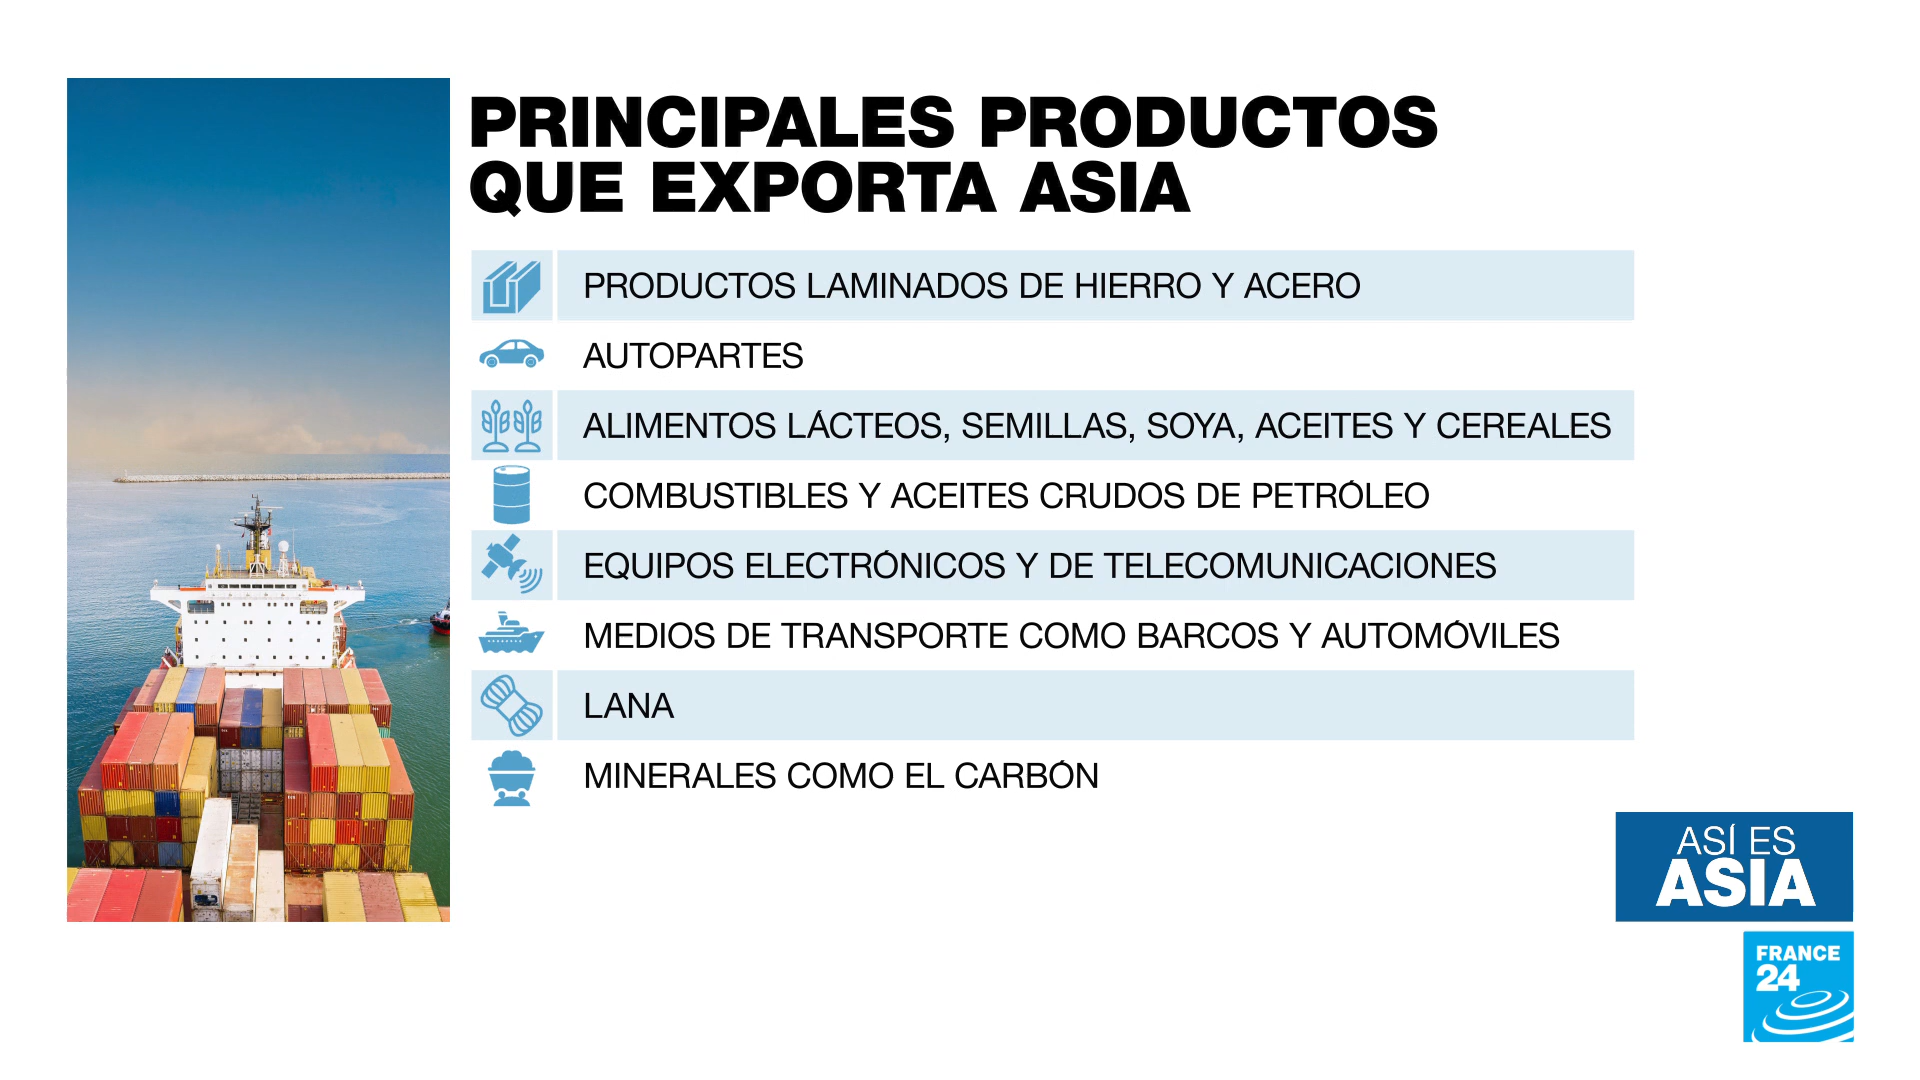 PRINCIPALES PRODUCTOS
QUE EXPORTA ASIA
PRODUCTOS LAMINADOS DE HIERRO Y ACERO
AUTOPARTES
ALIMENTOS LÁCTEOS, SEMILLAS, SOYA, ACEITES Y CEREALES
COMBUSTIBLES Y ACEITES CRUDOS DE PETRÓLEO
EQUIPOS ELECTRÓNICOS Y DE TELECOMUNICACIONES
MEDIOS DE TRANSPORTE COMO BARCOS Y AUTOMÓVILES
LANA
MINERALES COMO EL CARBÓN
ASÍ ES
ASIA
FRANCE
24